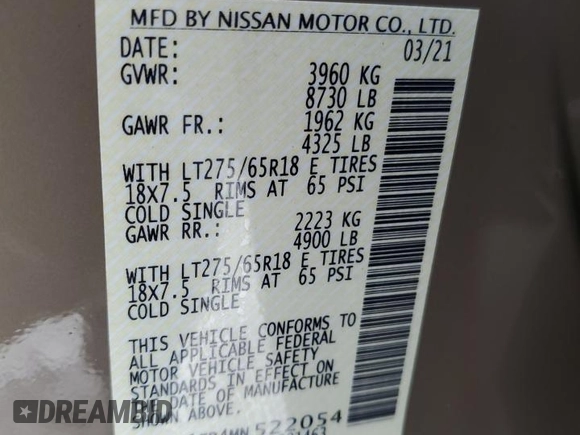 MFD BY NISSAN MOTOR CO., LTD.
DATE: 03/21
GVWR: 3960 KG
8730 LB
GAWR FR.: 1962 KG
4325 LB
WITH LT275/65R18 E TIRES
18X7.5 RIMS AT 65 PSI
COLD SINGLE
GAWR RR.: 2223 KG
4900 LB
WITH LT275/65R18 E TIRES
18X7.5 RIMS AT 65 PSI
COLD SINGLE
THIS VEHICLE CONFORMS TO
ALL APPLICABLE FEDERAL
MOTOR VEHICLE SAFETY
STANDARDS IN EFFECT ON
THE DATE OF MANUFACTURE
SHOWN ABOVE.
522054
DREAMBID